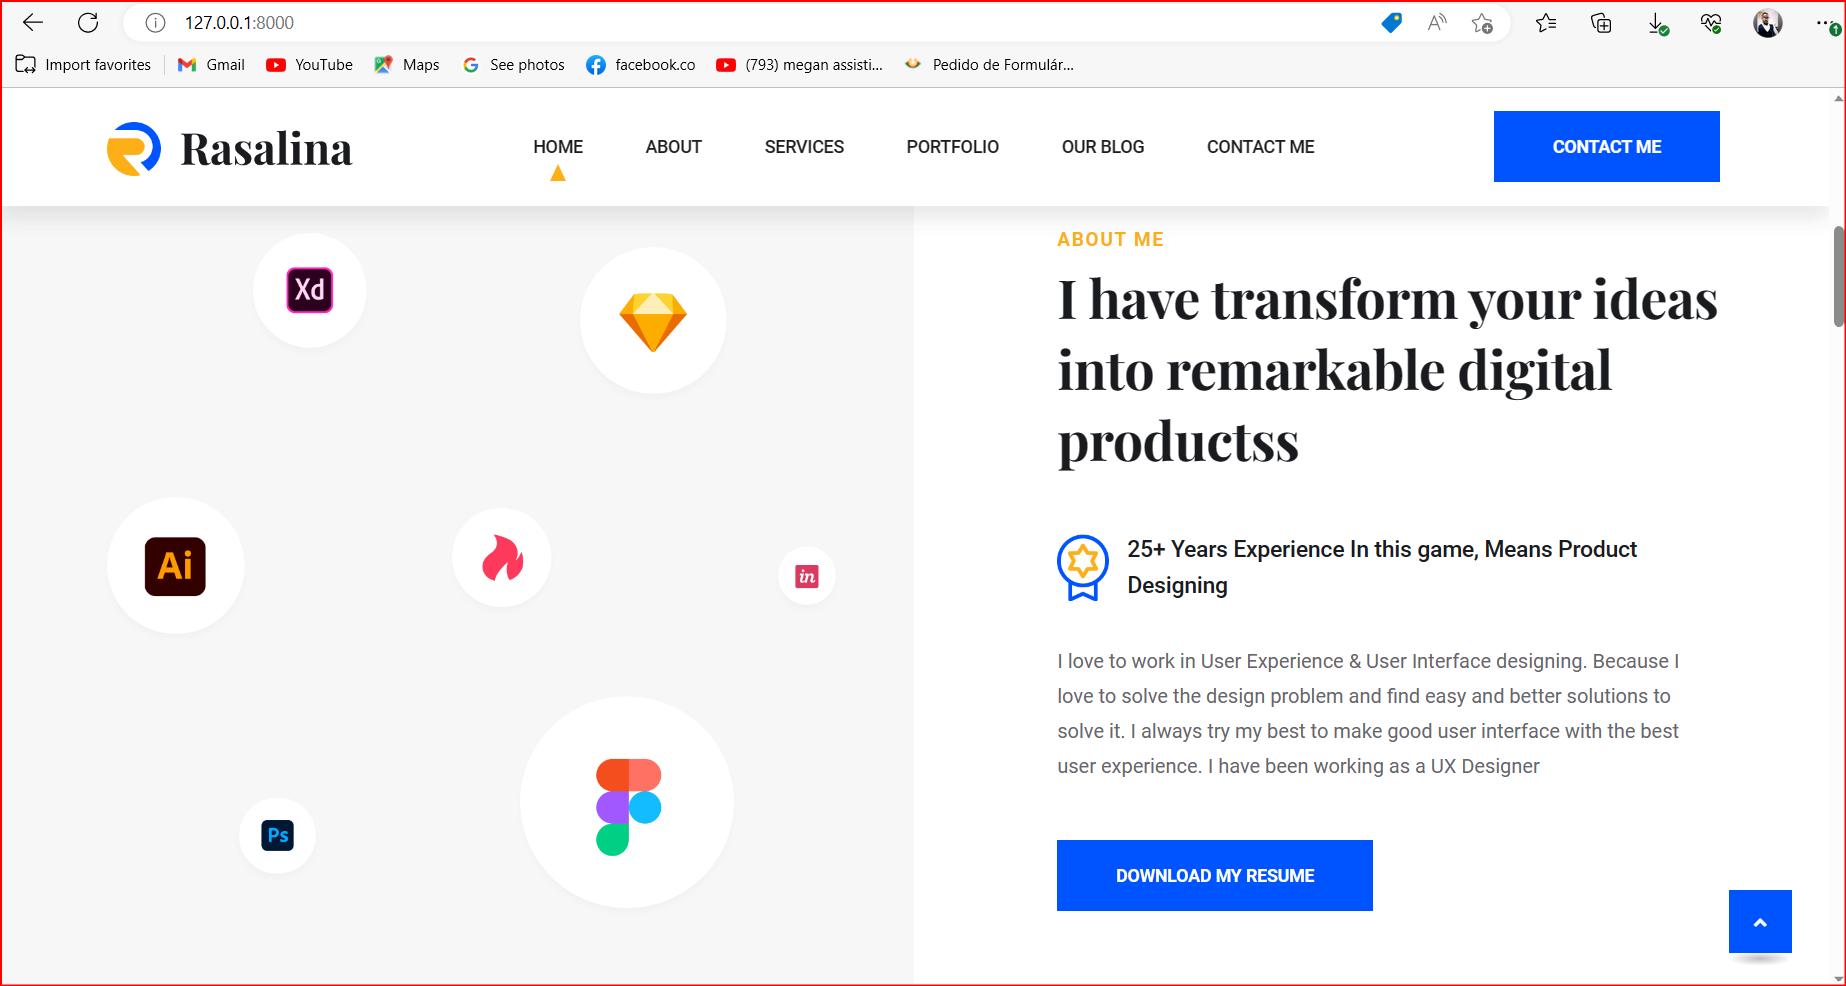 127.0.0.1:8000
Import favorites Gmail YouTube Maps See photos facebook.co (793) megan assisti... Pedido de Formulár...
Rasalina HOME ABOUT SERVICES PORTFOLIO OUR BLOG CONTACT ME CONTACT ME
Xd
Ai
in
Ps
ABOUT ME
I have transform your ideas
into remarkable digital
productss
25+ Years Experience In this game, Means Product
Designing
I love to work in User Experience & User Interface designing. Because I
love to solve the design problem and find easy and better solutions to
solve it. I always try my best to make good user interface with the best
user experience. I have been working as a UX Designer
DOWNLOAD MY RESUME